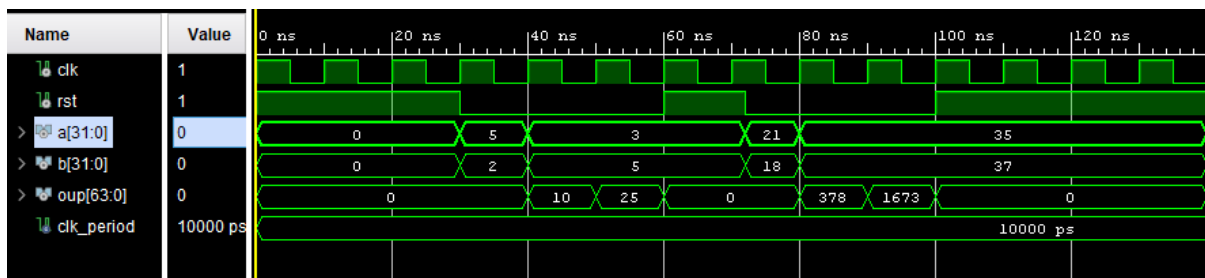 Name Value 0 ns 20 ns 40 ns 60 ns 80 ns 100 ns 120 ns
clk 1
rst 1
> a[31:0] 0 0 5 3 21 35
> b[31:0] 0 0 2 5 18 37
> oup[63:0] 0 0 10 25 0 378 1673 0
clk_period 10000 ps 10000 ps